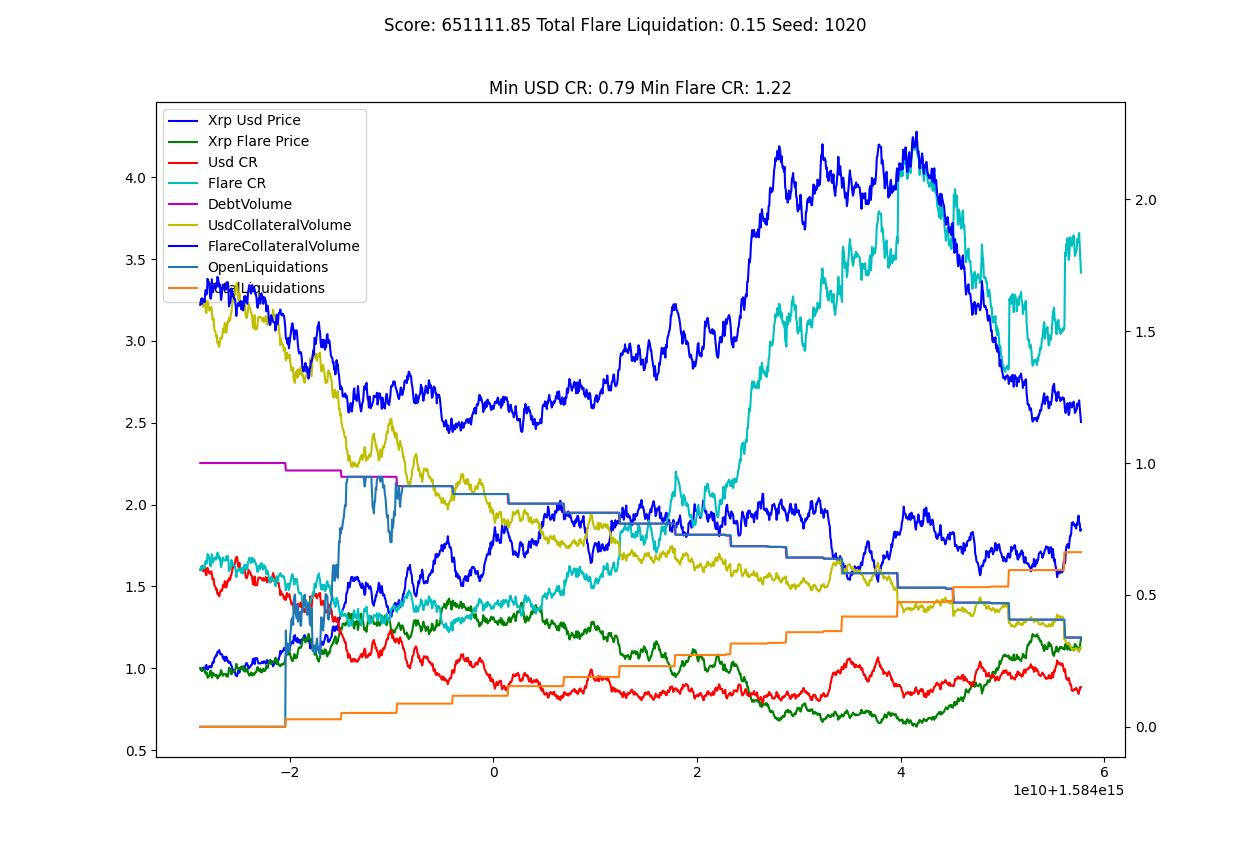 Score: 651111.85 Total Flare Liquidation: 0.15 Seed: 1020
Min USD CR: 0.79 Min Flare CR: 1.22
Xrp Usd Price
Xrp Flare Price
Usd CR
Flare CR
DebtVolume
UsdCollateralVolume
FlareCollateralVolume
OpenLiquidations
TotalLiquidations
4.0
3.5
3.0
2.5
2.0
1.5
1.0
0.5
2.0
1.5
1.0
0.5
0.0
−2
0
2
4
6
1e10+1.584e15